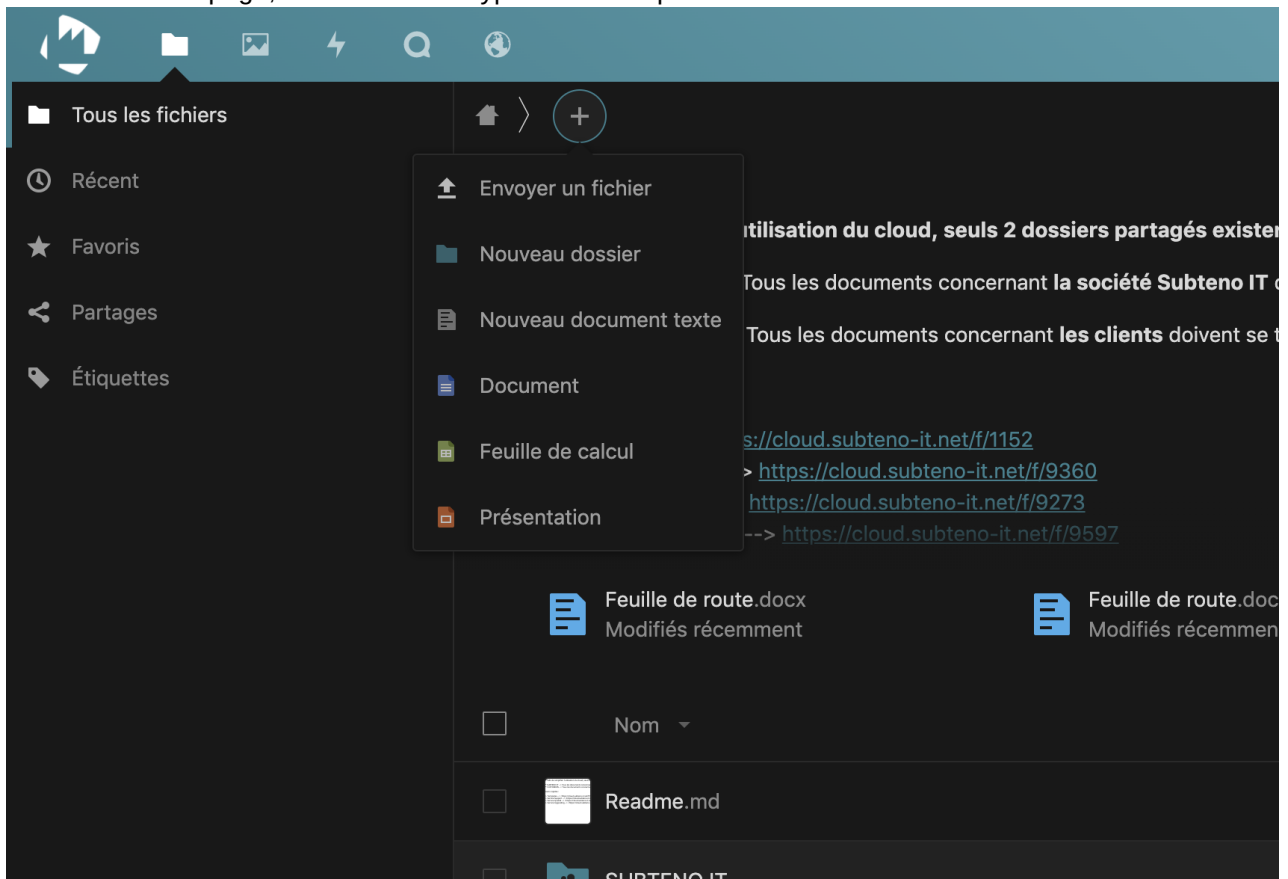 Tous les fichiers
Récent
Favoris
Partages
Étiquettes
Envoyer un fichier
Nouveau dossier
Nouveau document texte
Document
Feuille de calcul
Présentation
utilisation du cloud, seuls 2 dossiers partagés exister
Tous les documents concernant la société Subteno IT
Tous les documents concernant les clients doivent se t
s://cloud.subteno-it.net/f/1152
> https://cloud.subteno-it.net/f/9360
https://cloud.subteno-it.net/f/9273
--> https://cloud.subteno-it.net/f/9597
Feuille de route.docx
Modifiés récemment
Feuille de route.doc
Modifiés récemmen
Nom
Readme.md
SUBTENO IT